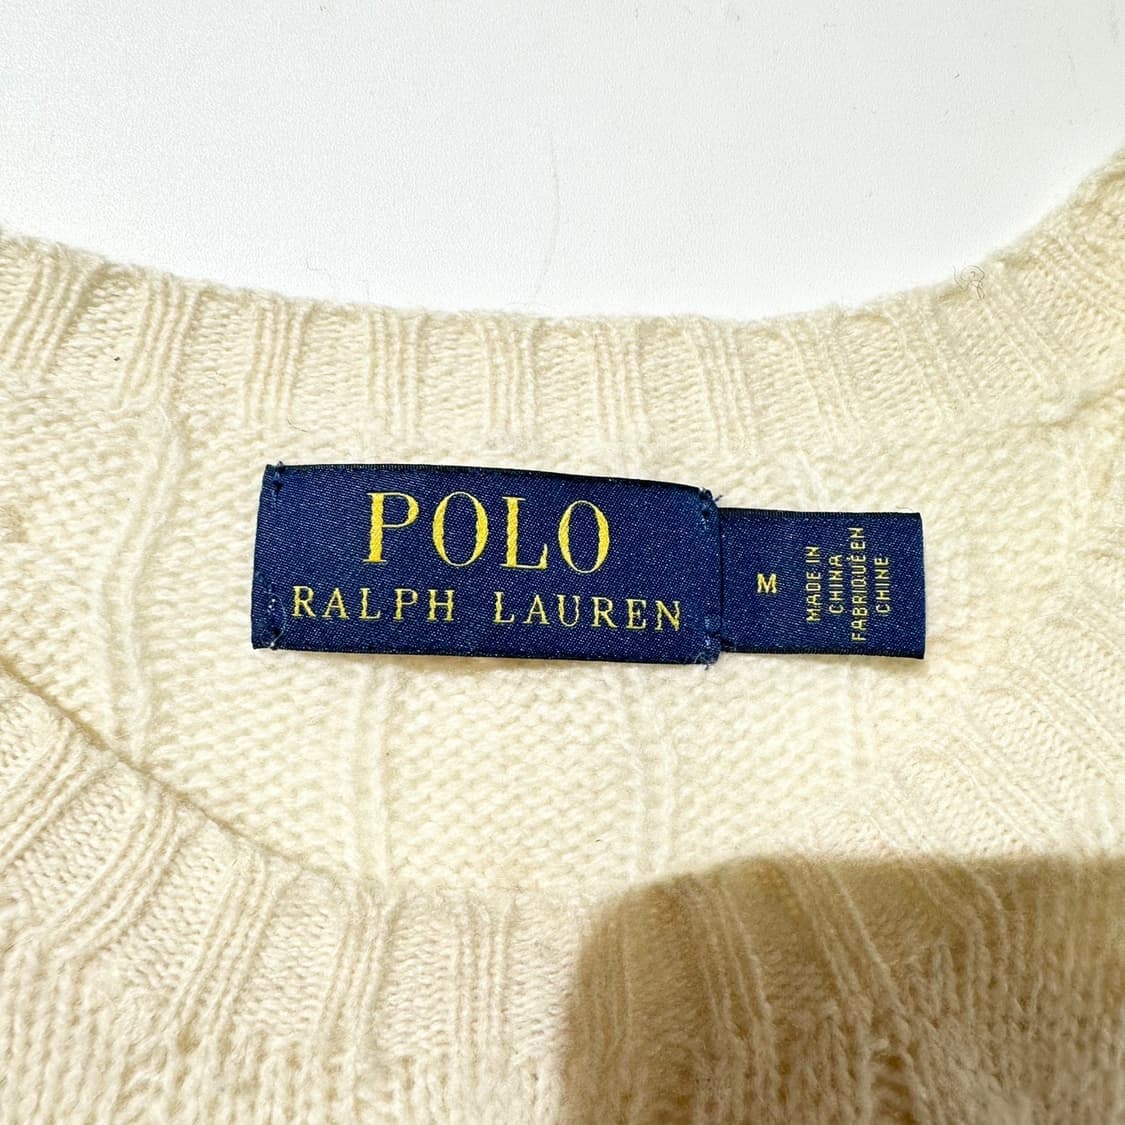 POLO
RALPH LAUREN
M
MADE IN
CHINA
FABRIQUÉ EN
CHINE